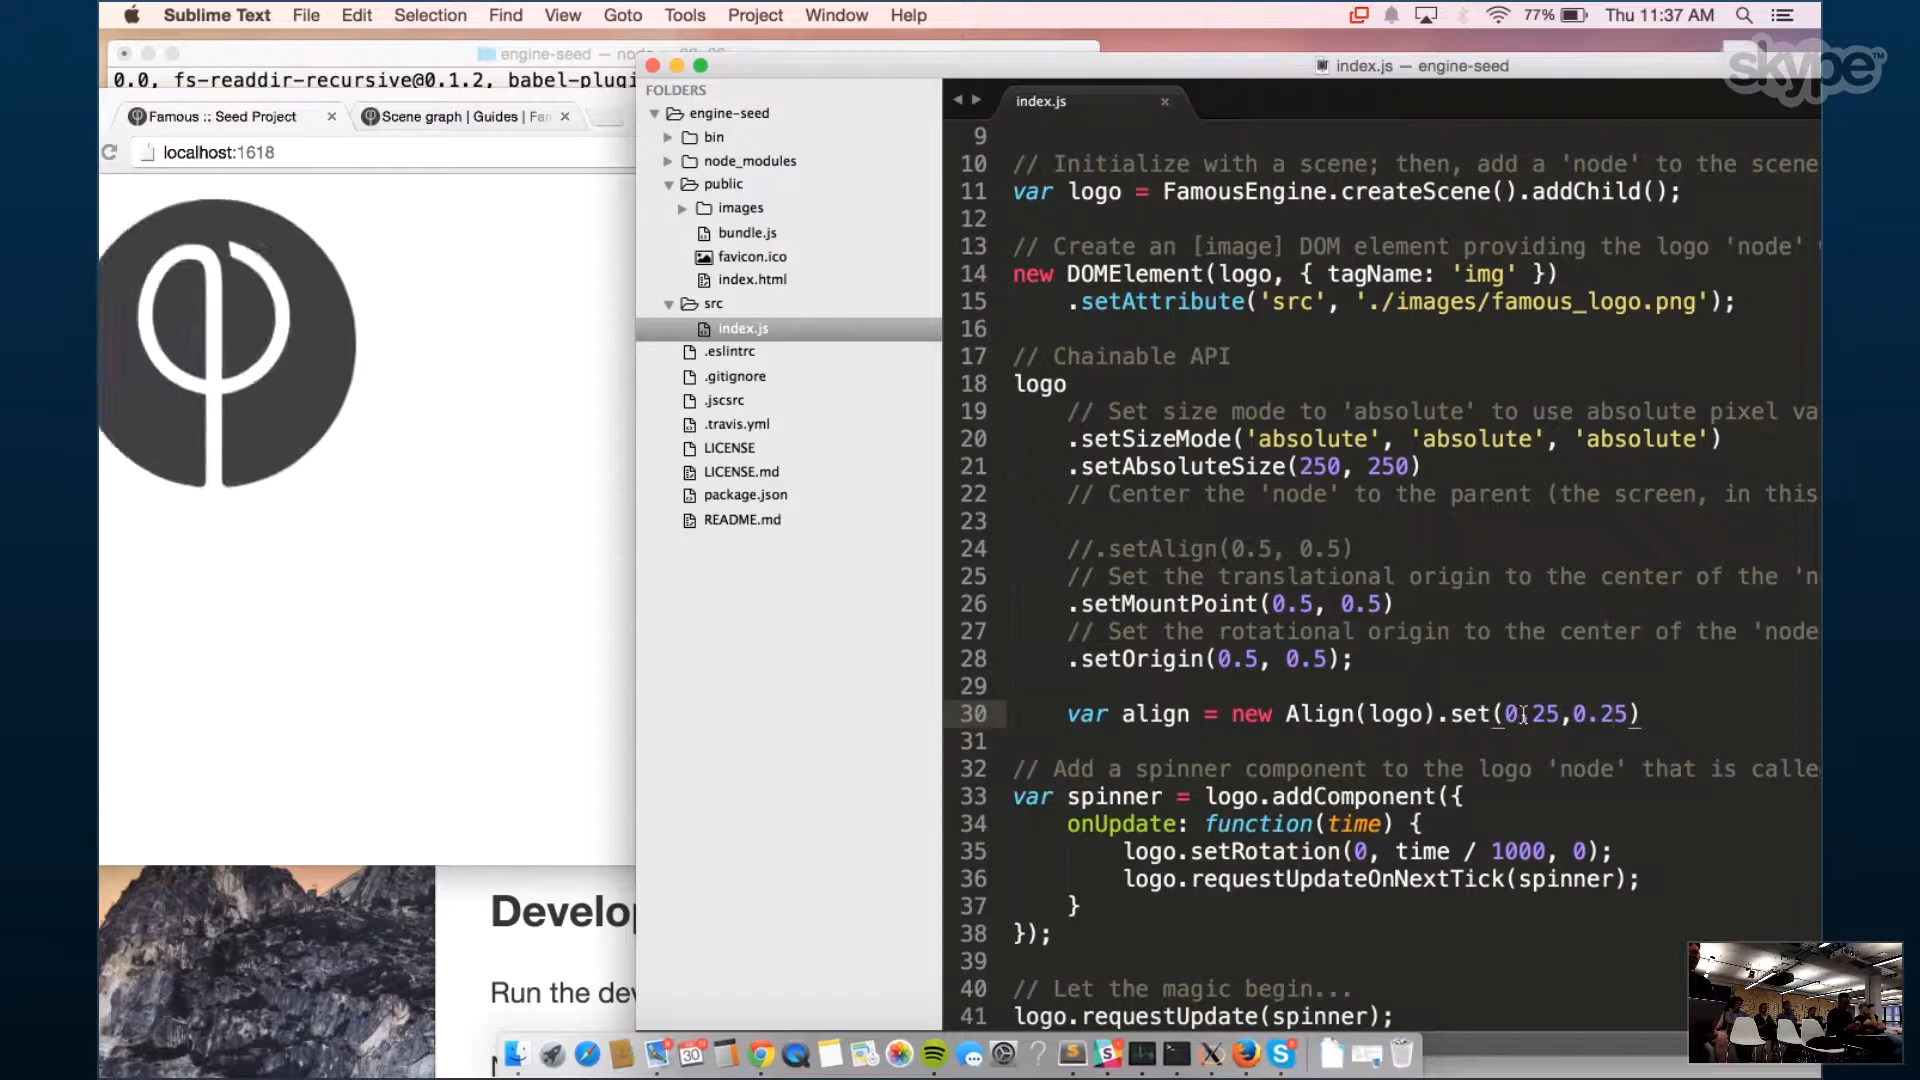 Sublime Text File Edit View Selection Find View Goto Tools Project Window Help 77% Thu 11:37 AM
skype™
engine-seed — no
0.0, fs-readdir-recursive@0.1.2, babel-plugi
Famous :: Seed Project
Scene graph | Guides | Fam
localhost:1618
Develo
Run the dev
index.js — engine-seed
FOLDERS
engine-seed
bin
node_modules
public
images
bundle.js
favicon.ico
index.html
src
index.js
.eslintrc
.gitignore
.jscsrc
.travis.yml
LICENSE
LICENSE.md
package.json
README.md
index.js
9
10 // Initialize with a scene; then, add a 'node' to the scene
11 var logo = FamousEngine.createScene().addChild();
12
13 // Create an [image] DOM element providing the logo 'node'
14 new DOMElement(logo, { tagName: 'img' })
15 .setAttribute('src', './images/famous_logo.png');
16
17 // Chainable API
18 logo
19 // Set size mode to 'absolute' to use absolute pixel va
20 .setSizeMode('absolute', 'absolute', 'absolute')
21 .setAbsoluteSize(250, 250)
22 // Center the 'node' to the parent (the screen, in this
23
24 //.setAlign(0.5, 0.5)
25 // Set the translational origin to the center of the 'n
26 .setMountPoint(0.5, 0.5)
27 // Set the rotational origin to the center of the 'node
28 .setOrigin(0.5, 0.5);
29
30 var align = new Align(logo).set(0.25,0.25)
31
32 // Add a spinner component to the logo 'node' that is calle
33 var spinner = logo.addComponent({
34 onUpdate: function(time) {
35 logo.setRotation(0, time / 1000, 0);
36 logo.requestUpdateOnNextTick(spinner);
37 }
38 });
39
40 // Let the magic begin...
41 logo.requestUpdate(spinner);
30